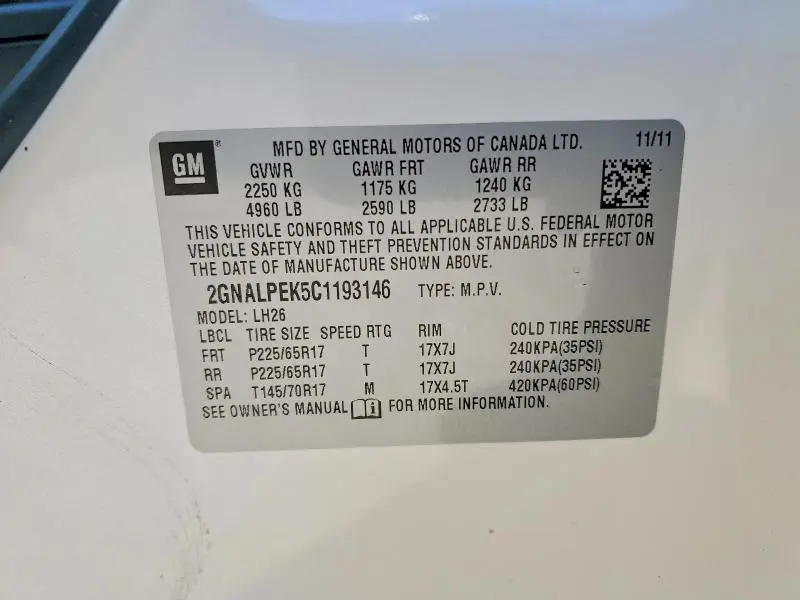 GM ® MFD BY GENERAL MOTORS OF CANADA LTD. 11/11
GVWR GAWR FRT GAWR RR
2250 KG 1175 KG 1240 KG
4960 LB 2590 LB 2733 LB
THIS VEHICLE CONFORMS TO ALL APPLICABLE U.S. FEDERAL MOTOR
VEHICLE SAFETY AND THEFT PREVENTION STANDARDS IN EFFECT ON
THE DATE OF MANUFACTURE SHOWN ABOVE.
2GNALPEK5C1193146 TYPE: M.P.V.
MODEL: LH26
LBCL TIRE SIZE SPEED RTG RIM COLD TIRE PRESSURE
FRT P225/65R17 T 17X7J 240KPA(35PSI)
RR P225/65R17 T 17X7J 240KPA(35PSI)
SPA T145/70R17 M 17X4.5T 420KPA(60PSI)
SEE OWNER'S MANUAL FOR MORE INFORMATION.